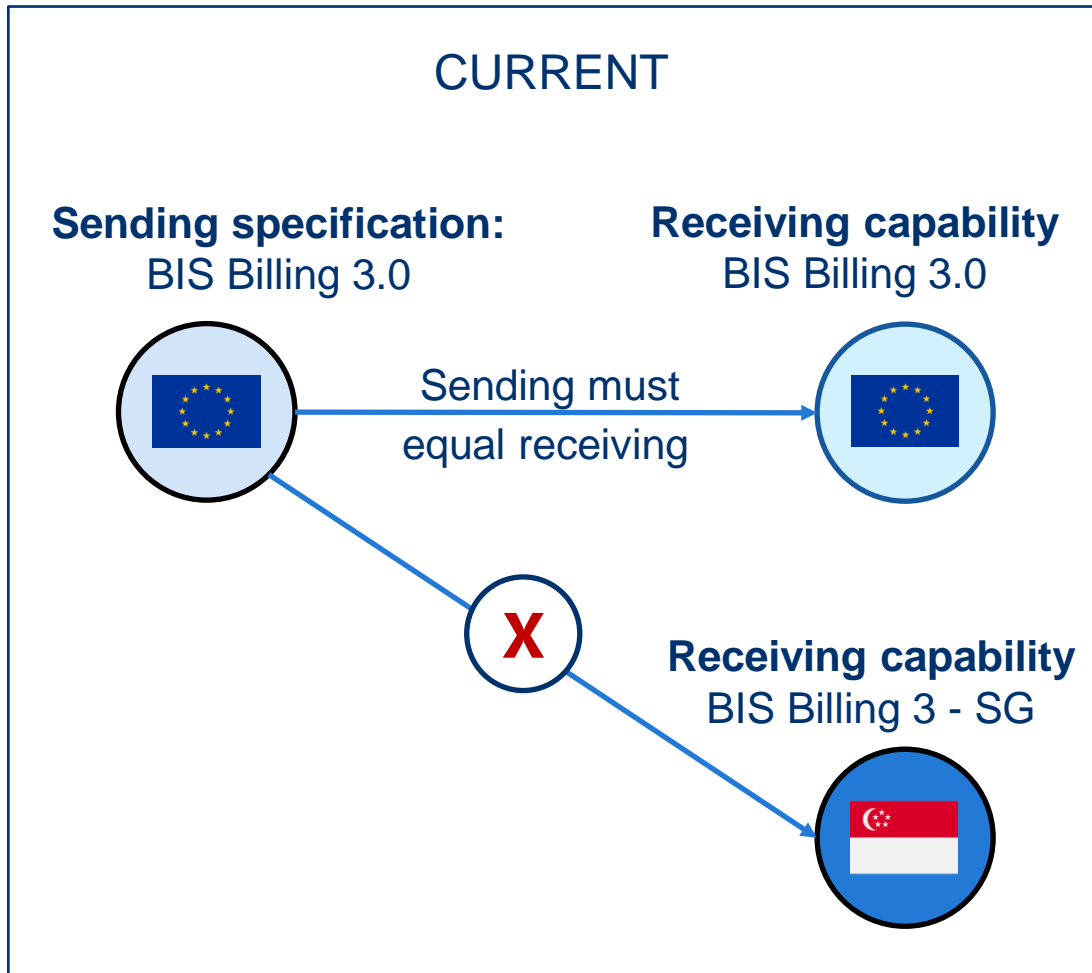 CURRENT
Sending specification:
BIS Billing 3.0
Receiving capability
BIS Billing 3.0
Sending must
equal receiving
X
Receiving capability
BIS Billing 3 - SG